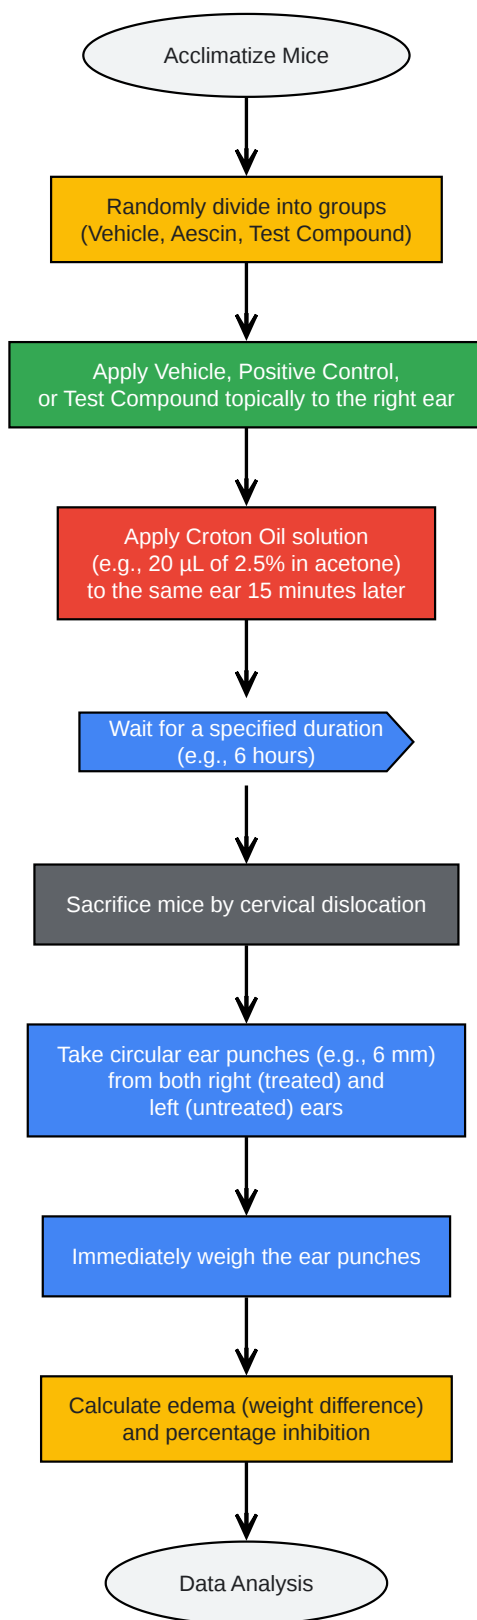 Acclimatize Mice
Randomly divide into groups
(Vehicle, Aescin, Test Compound)
Apply Vehicle, Positive Control,
or Test Compound topically to the right ear
Apply Croton Oil solution
(e.g., 20 µL of 2.5% in acetone)
to the same ear 15 minutes later
Wait for a specified duration
(e.g., 6 hours)
Sacrifice mice by cervical dislocation
Take circular ear punches (e.g., 6 mm)
from both right (treated) and
left (untreated) ears
Immediately weigh the ear punches
Calculate edema (weight difference)
and percentage inhibition
Data Analysis